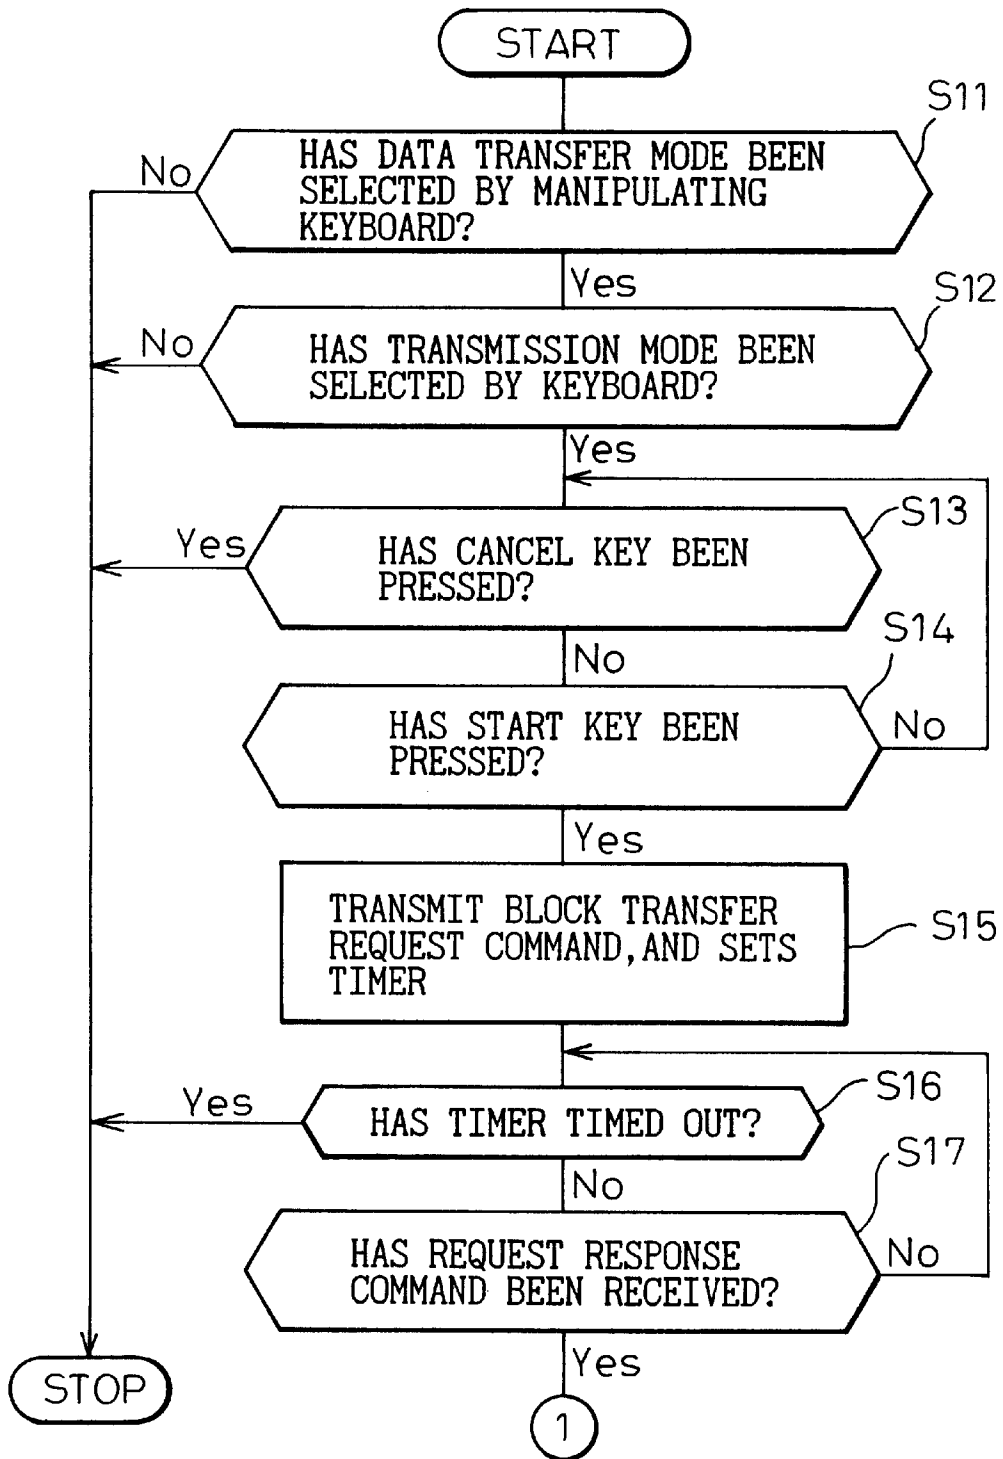 START
S11
HAS DATA TRANSFER MODE BEEN
SELECTED BY MANIPULATING
KEYBOARD?
No
Yes
S12
HAS TRANSMISSION MODE BEEN
SELECTED BY KEYBOARD?
No
Yes
S13
HAS CANCEL KEY BEEN
PRESSED?
Yes
No
S14
HAS START KEY BEEN
PRESSED?
No
Yes
TRANSMIT BLOCK TRANSFER
REQUEST COMMAND,AND SETS
TIMER
S15
S16
HAS TIMER TIMED OUT?
Yes
No
S17
HAS REQUEST RESPONSE
COMMAND BEEN RECEIVED?
No
Yes
STOP
1